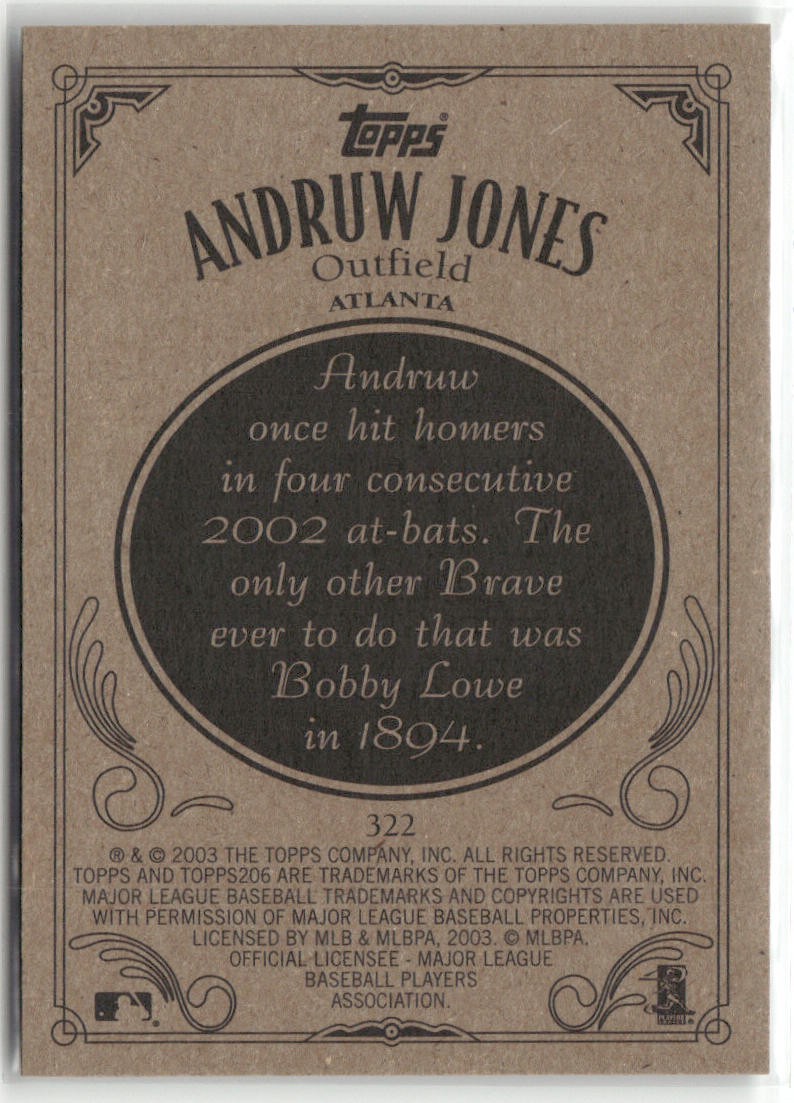 topps®
ANDRUW JONES
Outfield
ATLANTA
Andruw
once hit homers
in four consecutive
2002 at-bats. The
only other Brave
ever to do that was
Bobby Lowe
in 1894.
322
® & © 2003 THE TOPPS COMPANY, INC. ALL RIGHTS RESERVED.
TOPPS AND TOPPS206 ARE TRADEMARKS OF THE TOPPS COMPANY, INC.
MAJOR LEAGUE BASEBALL TRADEMARKS AND COPYRIGHTS ARE USED
WITH PERMISSION OF MAJOR LEAGUE BASEBALL PROPERTIES, INC.
LICENSED BY MLB & MLBPA, 2003. © MLBPA.
OFFICIAL LICENSEE - MAJOR LEAGUE
BASEBALL PLAYERS
ASSOCIATION.